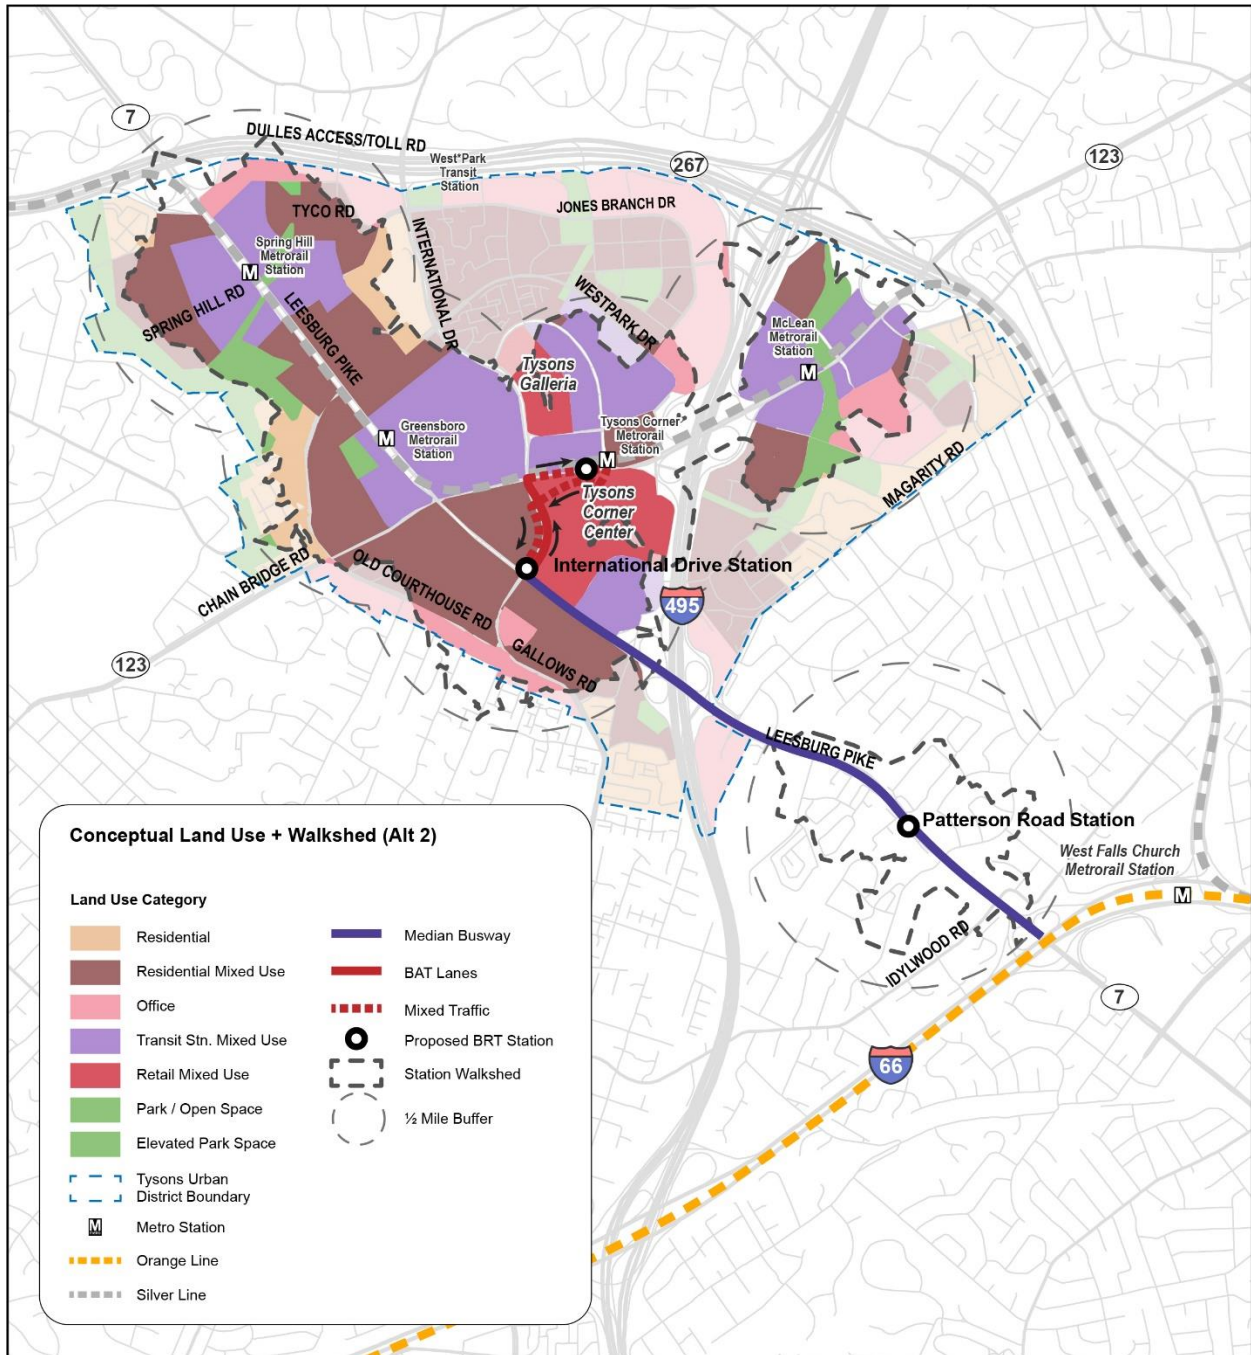 7
DULLES ACCESS/TOLL RD
267
123
West*Park
Transit
Station
TYCO RD
JONES BRANCH DR
INTERNATIONAL DR
Spring Hill
Metrorail
Station
M
SPRING HILL RD
LEESBURG PIKE
WESTPARK DR
McLean
Metrorail
Station
M
Tysons
Galleria
Greensboro
Metrorail
Station
M
Tysons Corner
Metrorail
Station
M
MAGARITY RD
Tysons
Corner
Center
International Drive Station
CHAIN BRIDGE RD
OLD COURTHOUSE RD
495
GALLOWS RD
123
LEESBURG PIKE
Patterson Road Station
West Falls Church
Metrorail Station
M
IDYLWOOD RD
7
66
Conceptual Land Use + Walkshed (Alt 2)
Land Use Category
Residential
Residential Mixed Use
Office
Transit Stn. Mixed Use
Retail Mixed Use
Park / Open Space
Elevated Park Space
Tysons Urban
District Boundary
M
Metro Station
Orange Line
Silver Line
Median Busway
BAT Lanes
Mixed Traffic
Proposed BRT Station
Station Walkshed
½ Mile Buffer